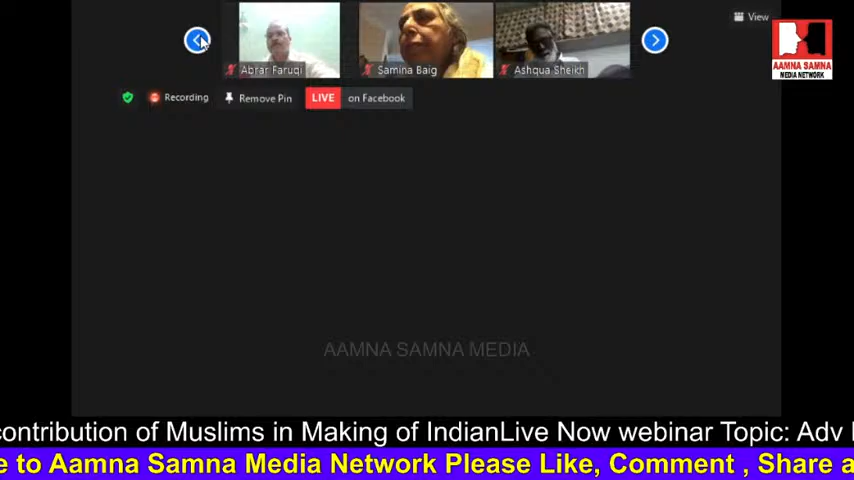 View
AAMNA SAMNA
MEDIA NETWORK
Abrar Faruqi
Samina Baig
Ashqua Sheikh
Recording
Remove Pin
LIVE on Facebook
AAMNA SAMNA MEDIA
contribution of Muslims in Making of IndianLive Now webinar Topic: Adv
e to Aamna Samna Media Network Please Like, Comment , Share a